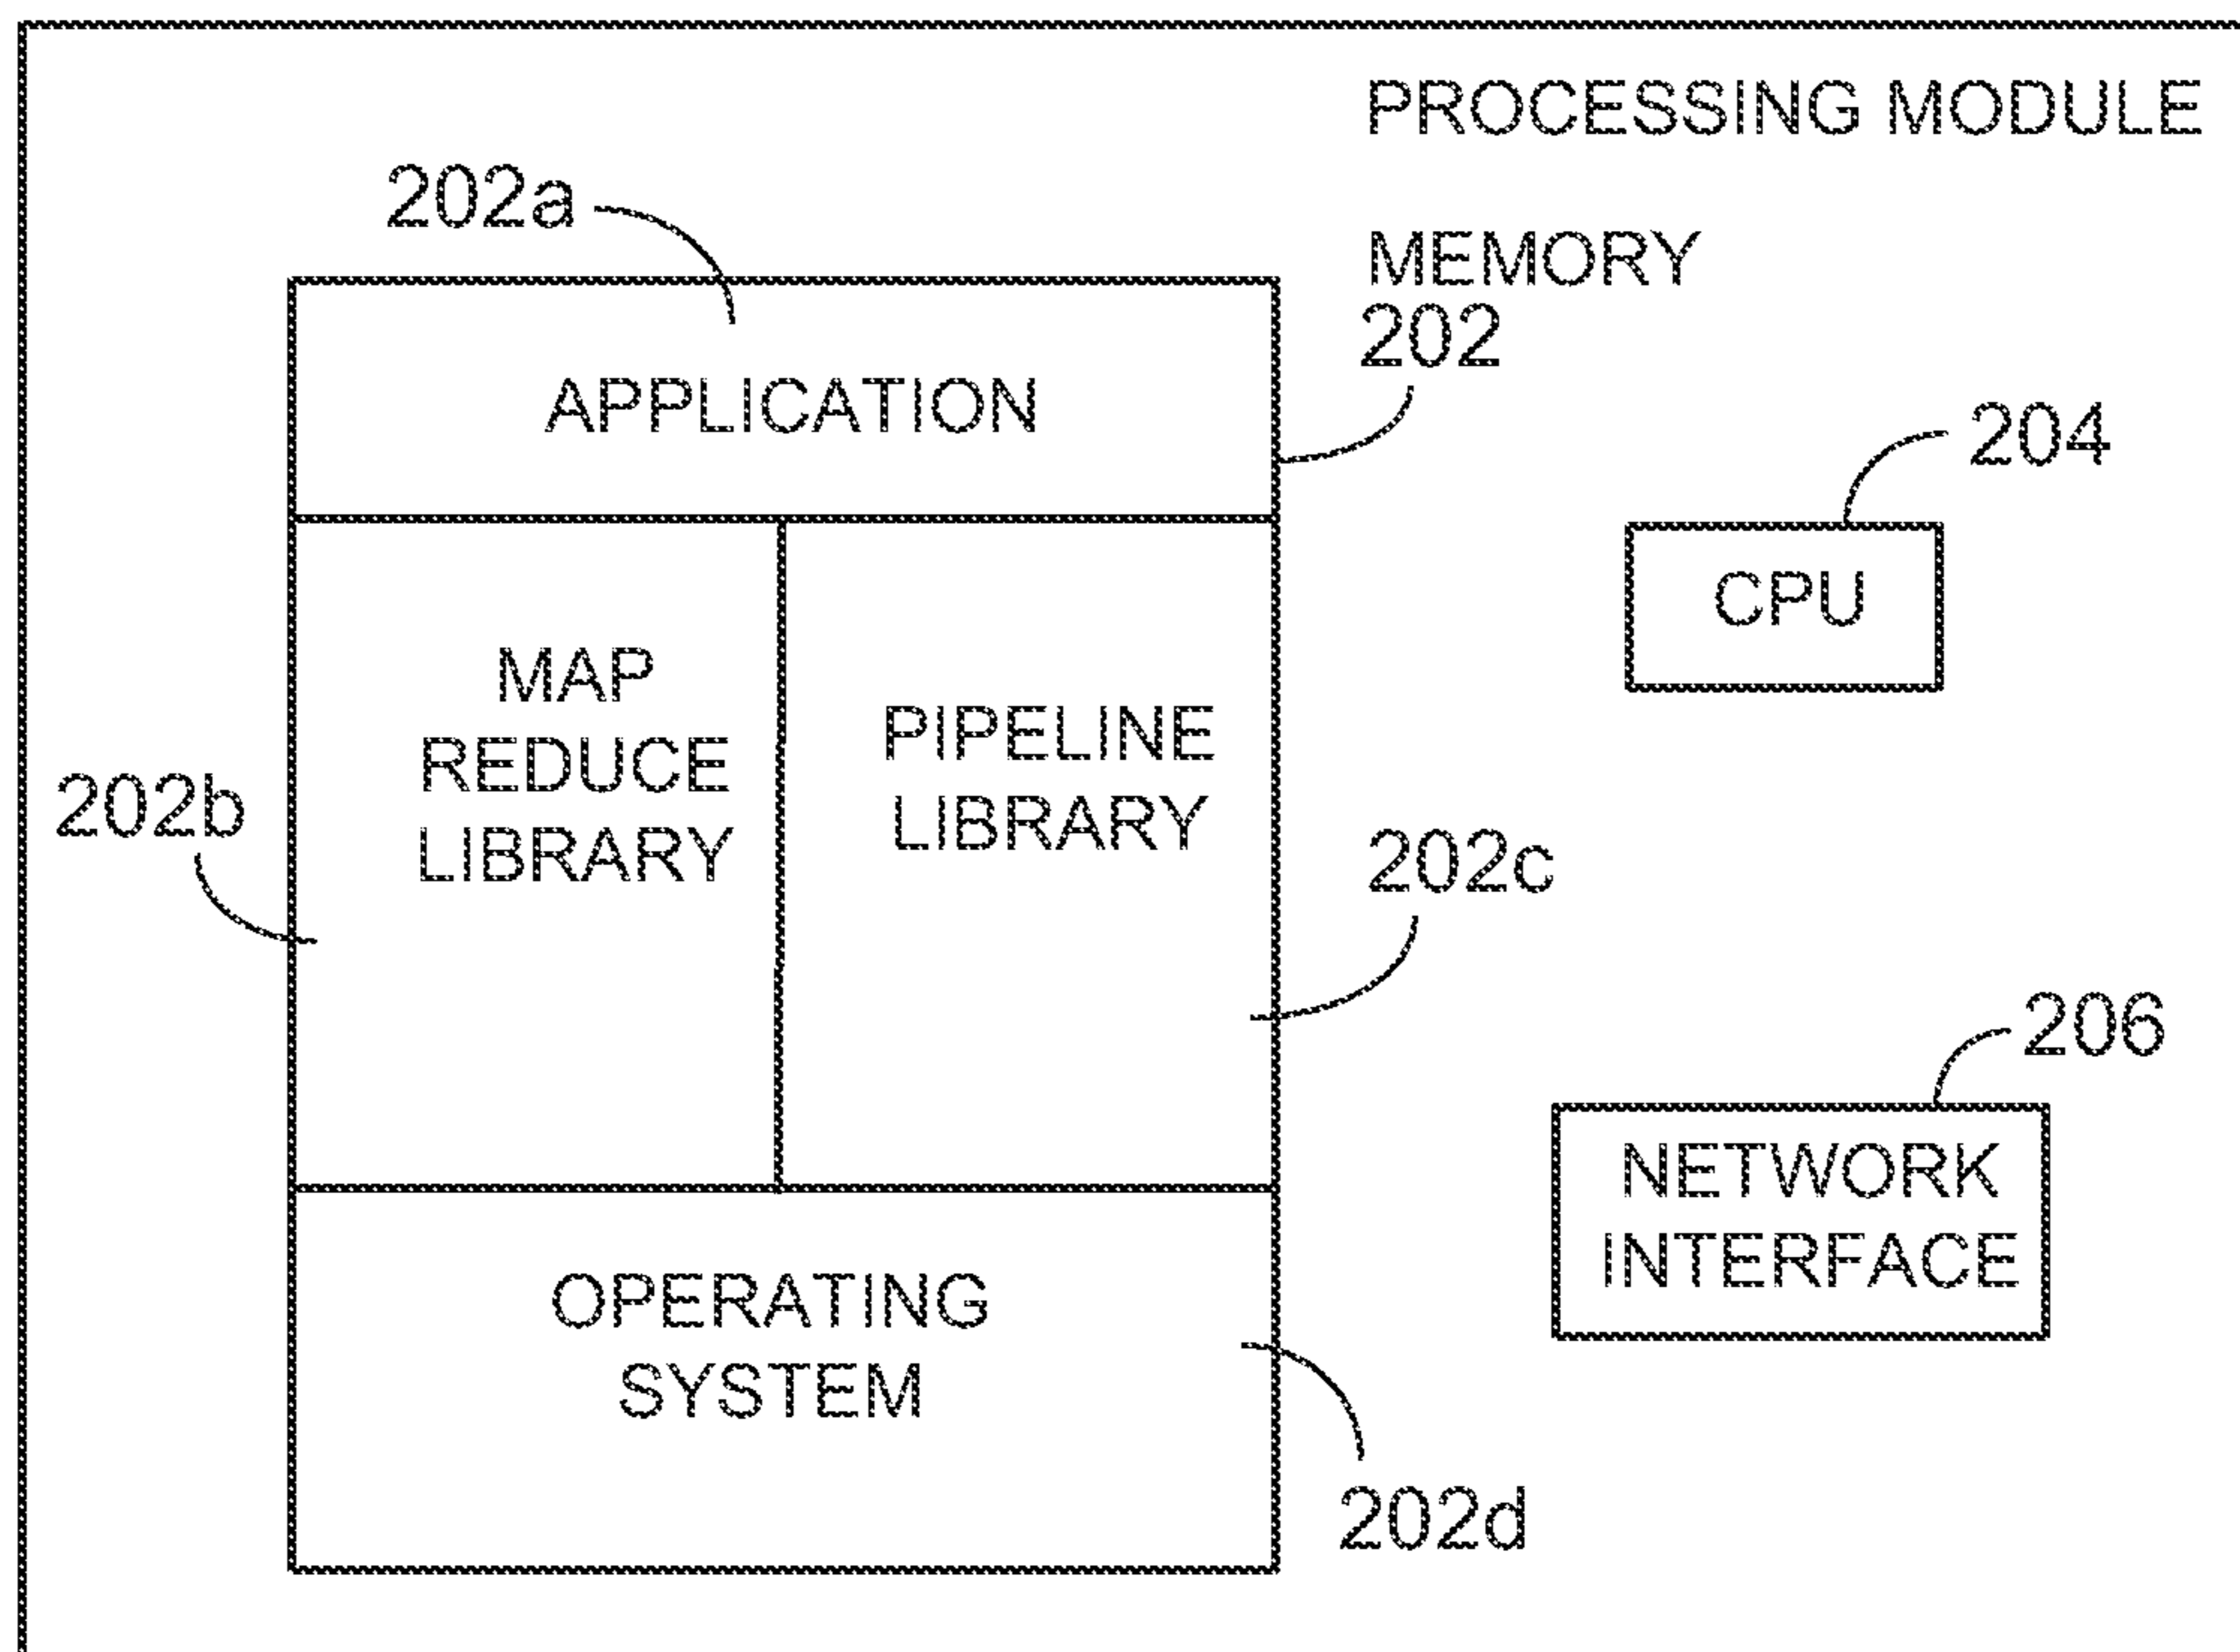 PROCESSING MODULE
202a
MEMORY
202
APPLICATION
204
CPU
MAP
REDUCE
LIBRARY
PIPELINE
LIBRARY
202b
202c
206
NETWORK
INTERFACE
OPERATING
SYSTEM
202d